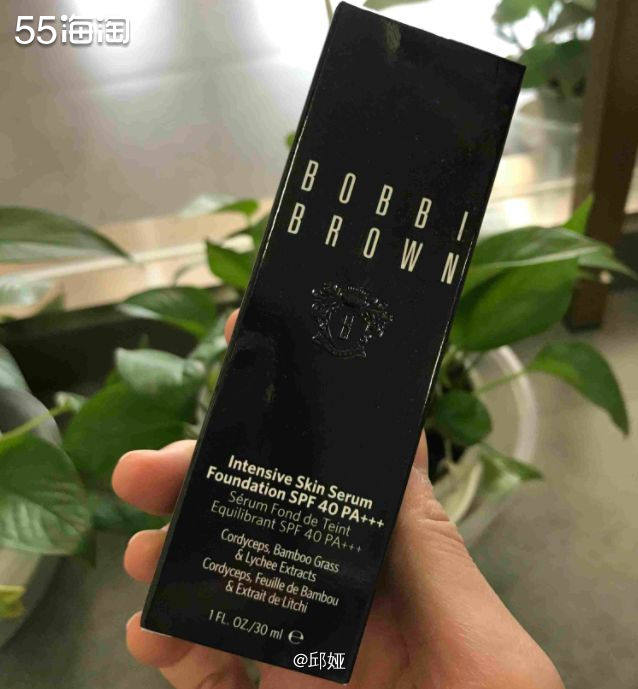 55海淘
BOBBI
BROWN
B
Intensive Skin Serum
Foundation SPF 40 PA+++
Sérum Fond de Teint
Equilibrant SPF 40 PA+++
Cordyceps, Bamboo Grass
& Lychee Extracts
Cordyceps, Feuille de Bambou
& Extrait de Litchi
1 FL. OZ./30 ml ℮
@邱娅